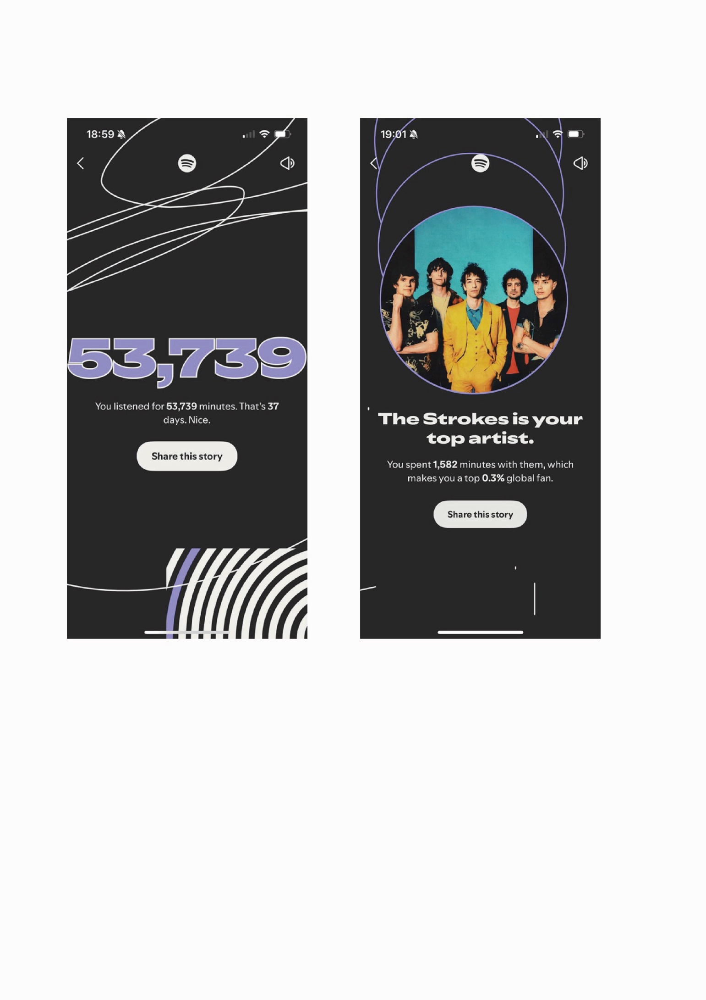 18:59
53,739
You listened for 53,739 minutes. That's 37
days. Nice.
Share this story
19:01
The Strokes is your
top artist.
You spent 1,582 minutes with them, which
makes you a top 0.3% global fan.
Share this story